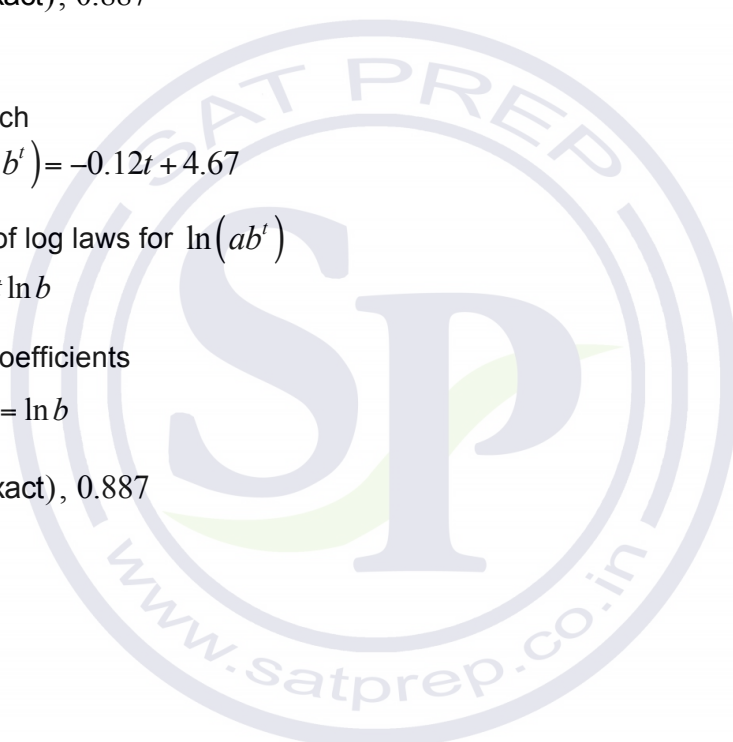 xact), 0.887
ch
b^t) = −0.12t + 4.67
of log laws for ln(ab^t)
ln b
oefficients
= ln b
xact), 0.887
SAT PREP
SP
www.satprep.co.in